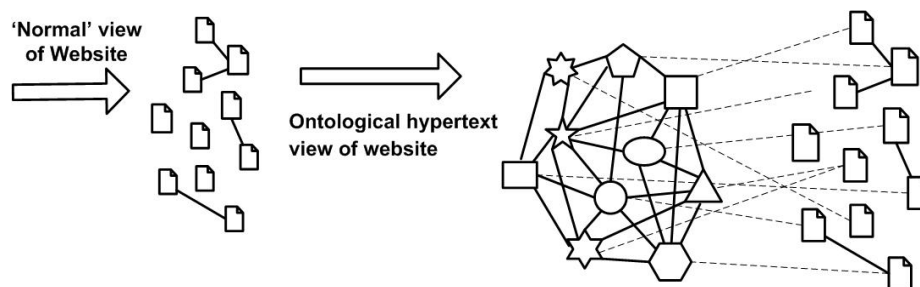 ‘Normal’ view
of Website
Ontological hypertext
view of website